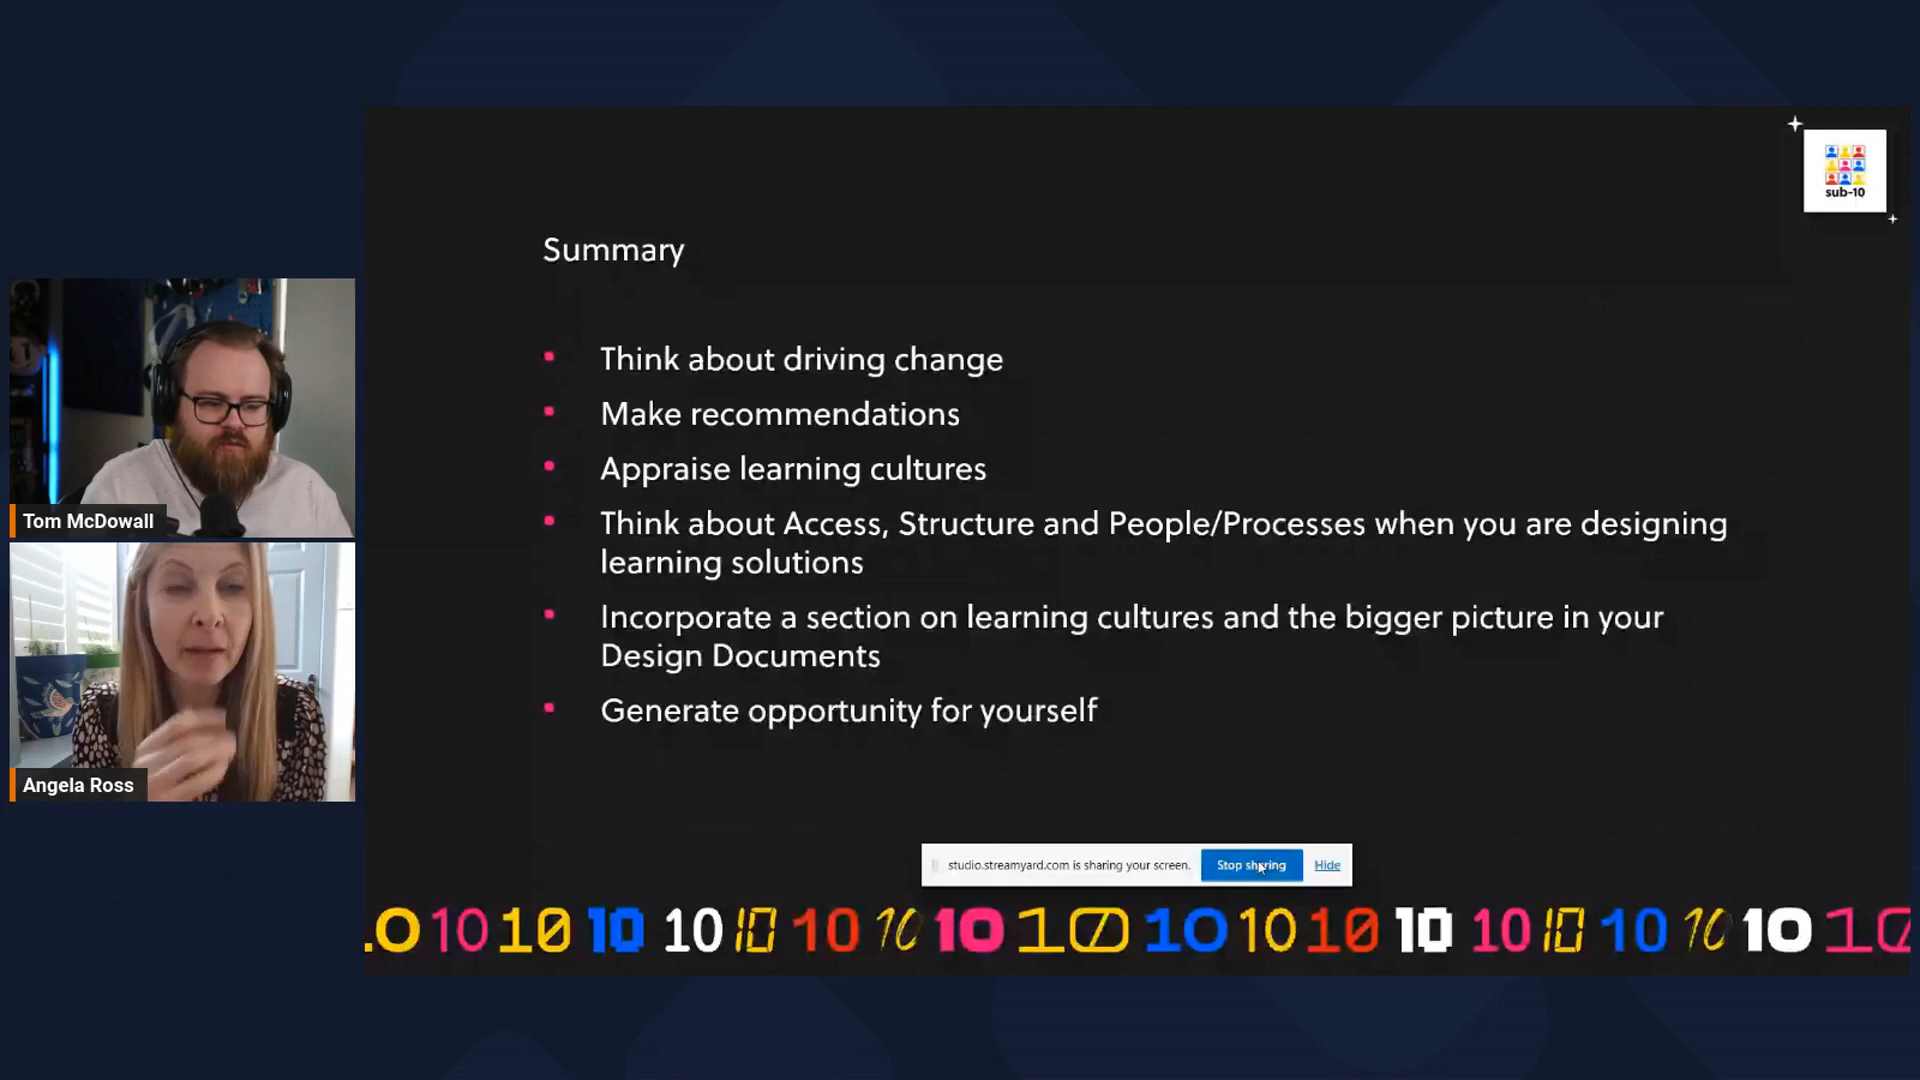 sub-10
Summary
Think about driving change
Make recommendations
Appraise learning cultures
Think about Access, Structure and People/Processes when you are designing
learning solutions
Incorporate a section on learning cultures and the bigger picture in your
Design Documents
Generate opportunity for yourself
Tom McDowall
Angela Ross
studio.streamyard.com is sharing your screen.
Stop sharing
Hide
.0 10 10 10 10 10 10 10 10 10 10 10 10 10 10 10 10 10 10 10